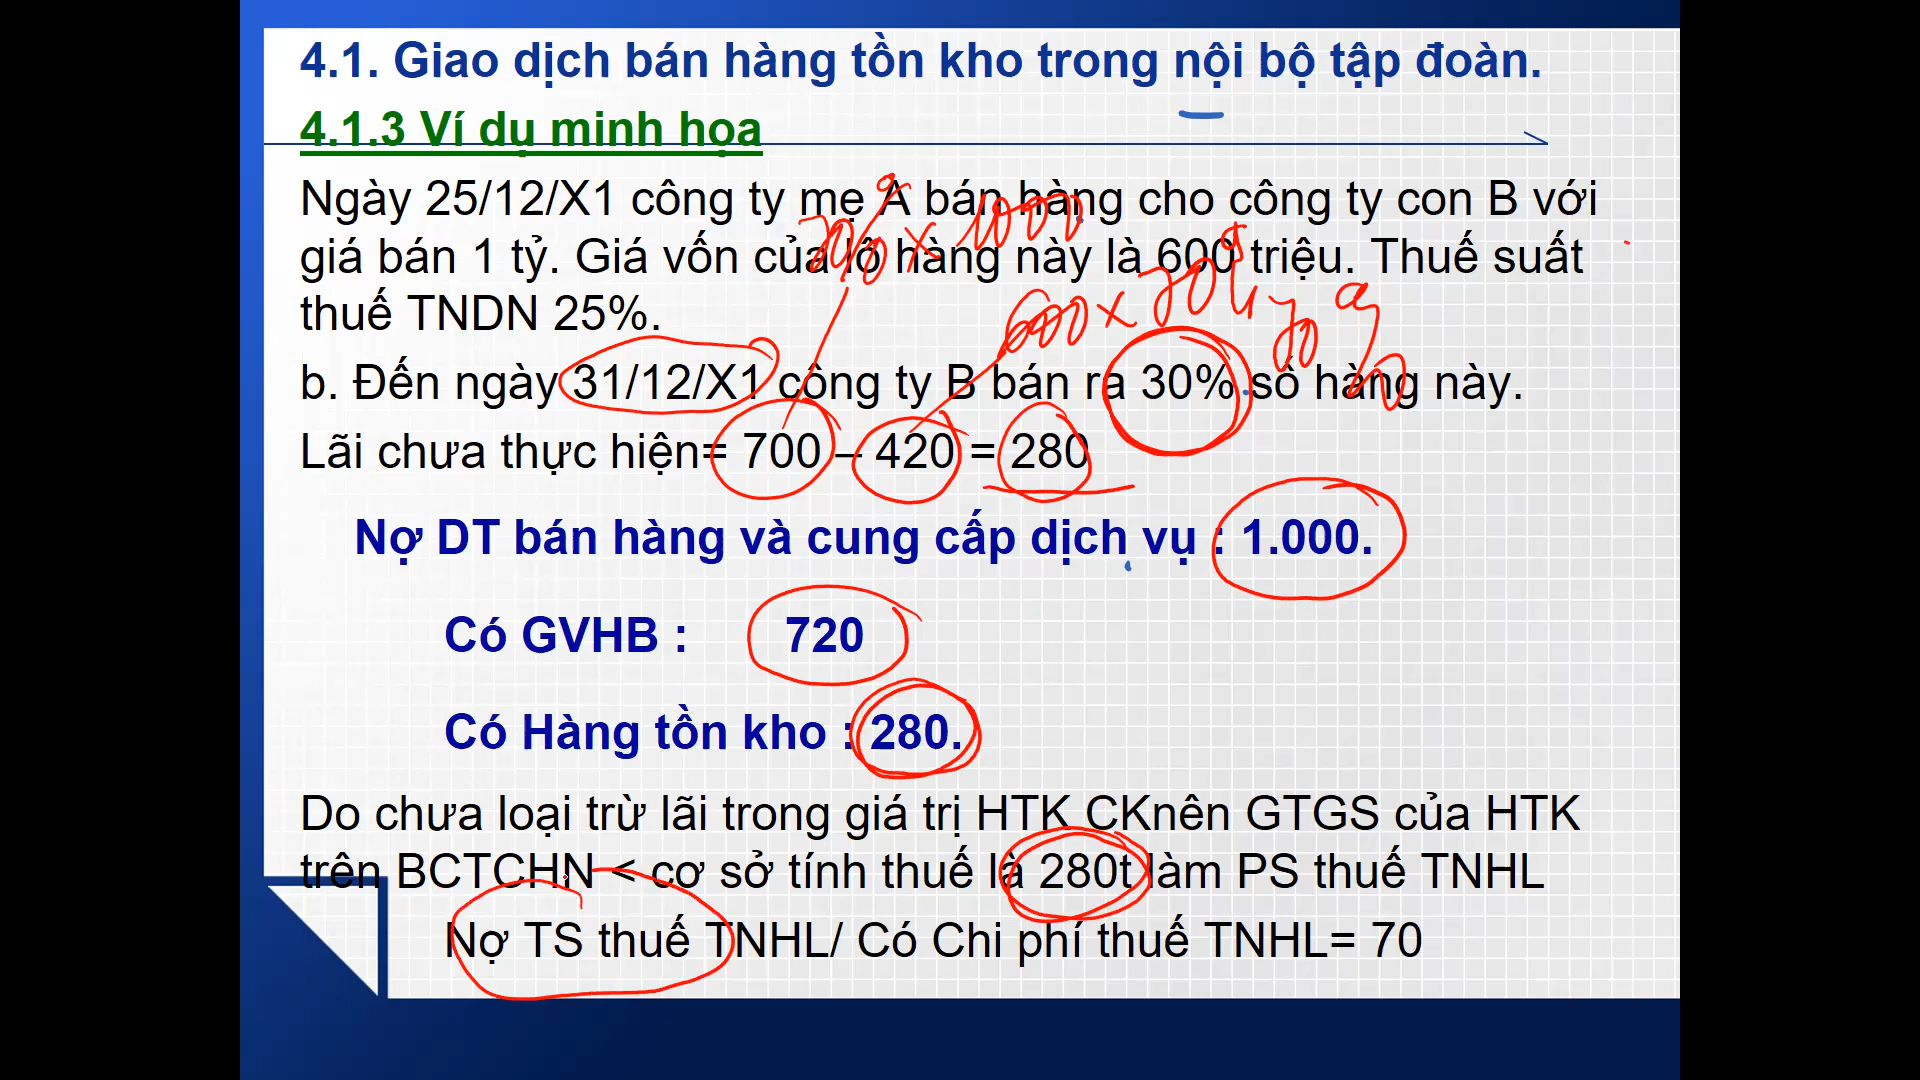 4.1. Giao dịch bán hàng tồn kho trong nội bộ tập đoàn.
4.1.3 Ví dụ minh họa
Ngày 25/12/X1 công ty mẹ A bán hàng cho công ty con B với
giá bán 1 tỷ. Giá vốn của lô hàng này là 600 triệu. Thuế suất
thuế TNDN 25%.
70% x 1000
600 x 70%
b. Đến ngày 31/12/X1 công ty B bán ra 30% số hàng này.
Lãi chưa thực hiện= 700 – 420 = 280
Nợ DT bán hàng và cung cấp dịch vụ : 1.000.
Có GVHB : 720
Có Hàng tồn kho : 280.
Do chưa loại trừ lãi trong giá trị HTK CKnên GTGS của HTK
trên BCTCHN < cơ sở tính thuế là 280t làm PS thuế TNHL
Nợ TS thuế TNHL/ Có Chi phí thuế TNHL= 70